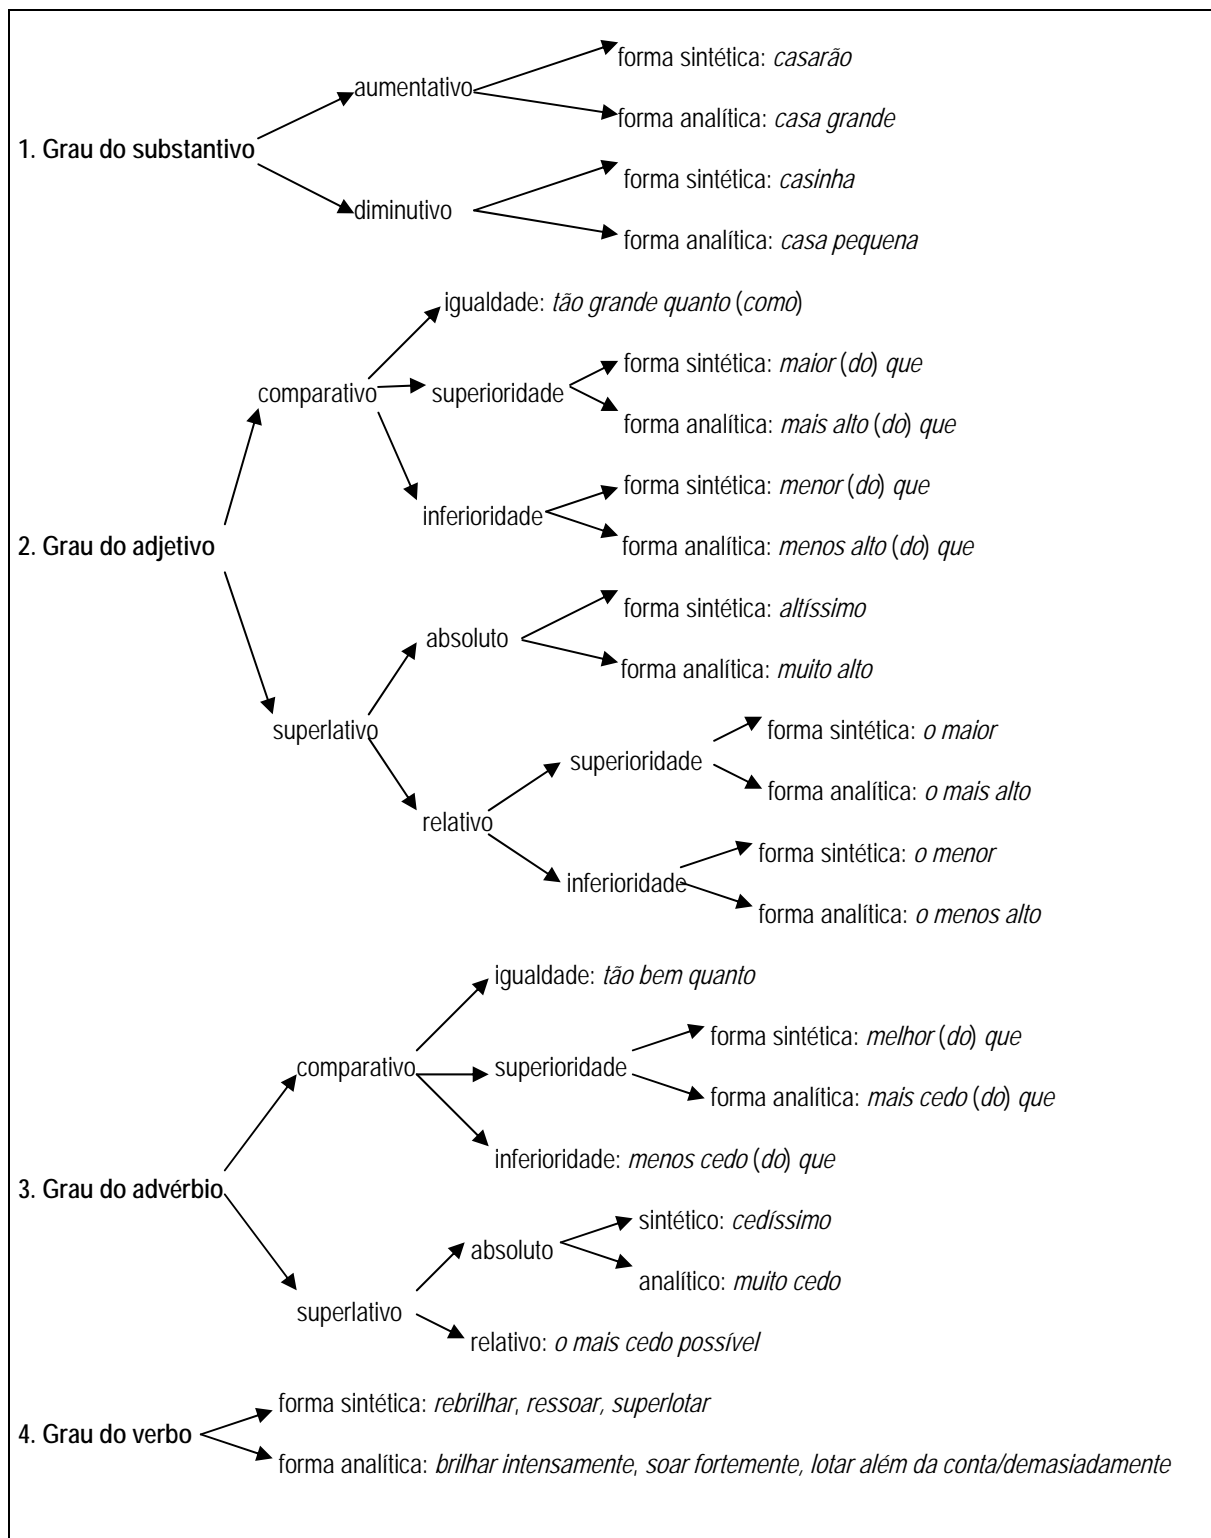 forma sintética: casarão
aumentativo
forma analítica: casa grande
1. Grau do substantivo
forma sintética: casinha
diminutivo
forma analítica: casa pequena
igualdade: tão grande quanto (como)
forma sintética: maior (do) que
comparativo
superioridade
forma analítica: mais alto (do) que
forma sintética: menor (do) que
inferioridade
2. Grau do adjetivo
forma analítica: menos alto (do) que
forma sintética: altíssimo
absoluto
forma analítica: muito alto
superlativo
forma sintética: o maior
superioridade
forma analítica: o mais alto
relativo
forma sintética: o menor
inferioridade
forma analítica: o menos alto
igualdade: tão bem quanto
forma sintética: melhor (do) que
comparativo
superioridade
forma analítica: mais cedo (do) que
inferioridade: menos cedo (do) que
3. Grau do advérbio
sintético: cedíssimo
absoluto
analítico: muito cedo
superlativo
relativo: o mais cedo possível
forma sintética: rebrilhar, ressoar, superlotar
4. Grau do verbo
forma analítica: brilhar intensamente, soar fortemente, lotar além da conta/demasiadamente